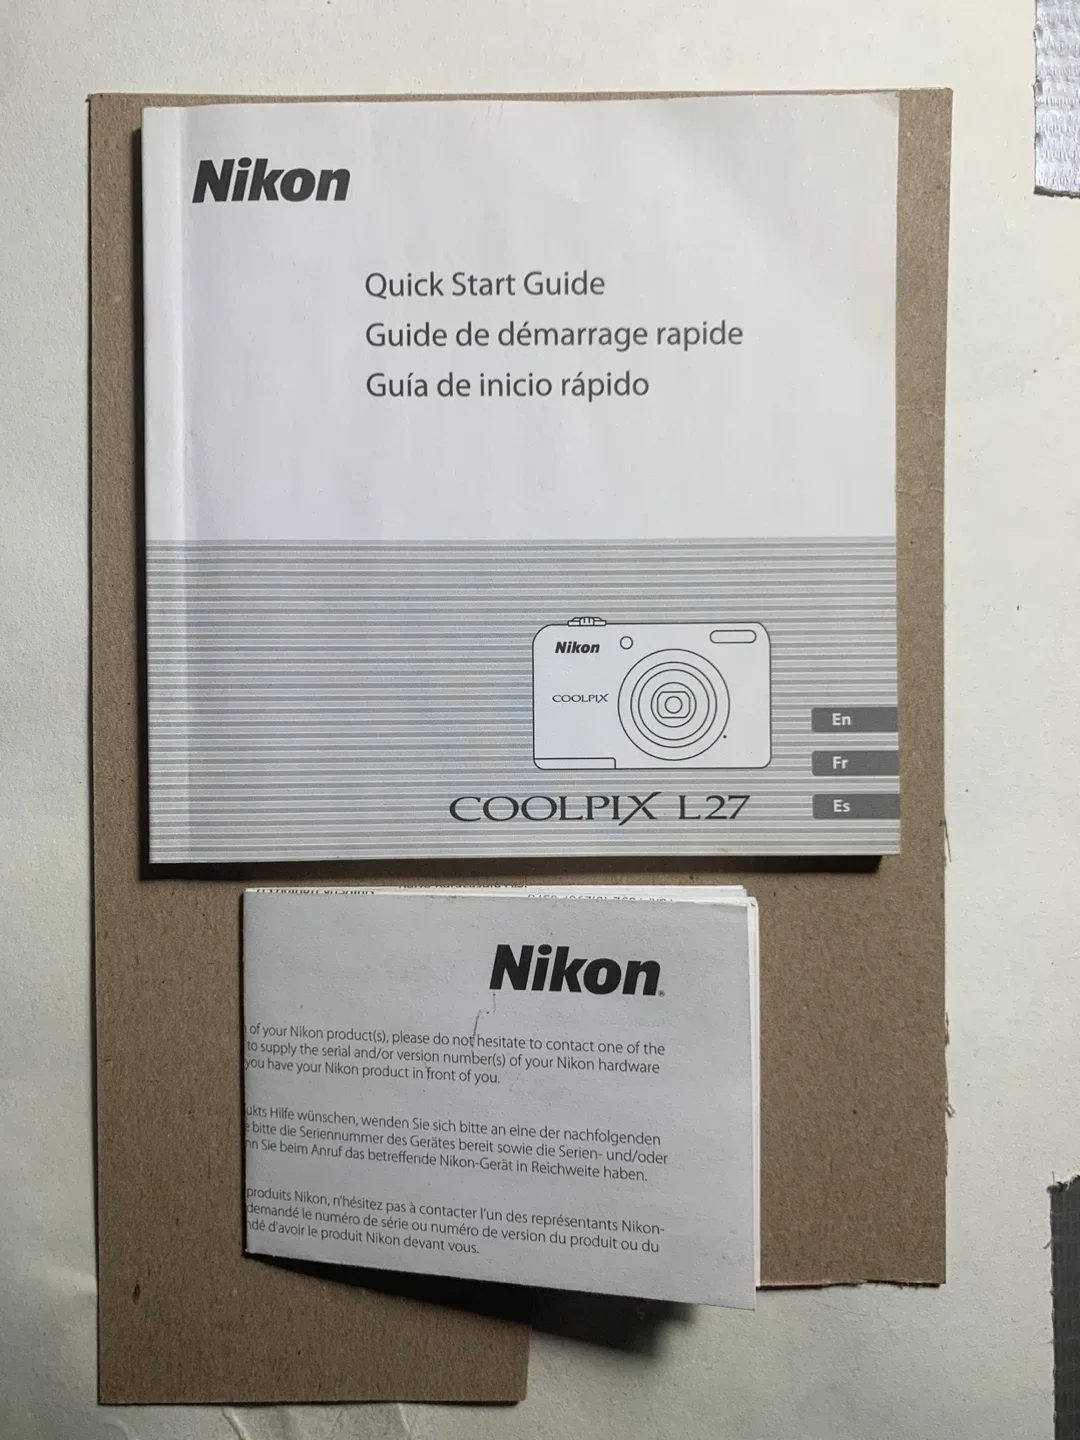 Nikon
Quick Start Guide
Guide de démarrage rapide
Guía de inicio rápido
Nikon
COOLPIX
En
Fr
Es
COOLPIX L27
Nikon
of your Nikon product(s), please do not hesitate to contact one of the
to supply the serial and/or version number(s) of your Nikon hardware
you have your Nikon product in front of you.
ukts Hilfe wünschen, wenden Sie sich bitte an eine der nachfolgenden
bitte die Seriennummer des Gerätes bereit sowie die Serien- und/oder
nn Sie beim Anruf das betreffende Nikon-Gerät in Reichweite haben.
produits Nikon, n'hésitez pas à contacter l'un des représentants Nikon-
demandé le numéro de série ou numéro de version du produit ou du
ndé d'avoir le produit Nikon devant vous.